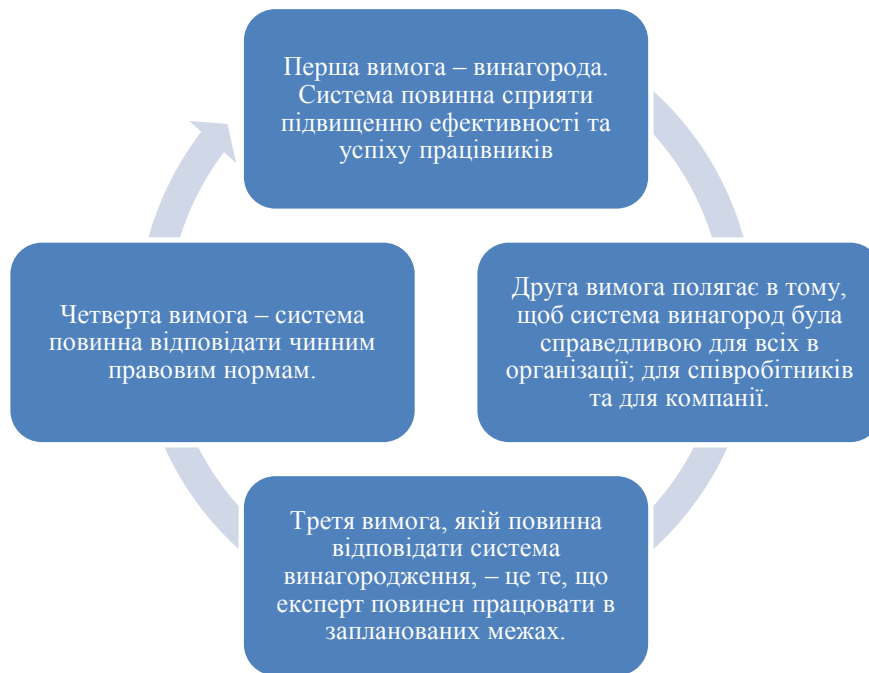 Перша вимога – винагорода.
Система повинна сприяти
підвищенню ефективності та
успіху працівників
Друга вимога полягає в тому,
щоб система винагород була
справедливою для всіх в
організації; для співробітників
та для компанії.
Третя вимога, якій повинна
відповідати система
винагородження, – це те, що
експерт повинен працювати в
запланованих межах.
Четверта вимога – система
повинна відповідати чинним
правовим нормам.